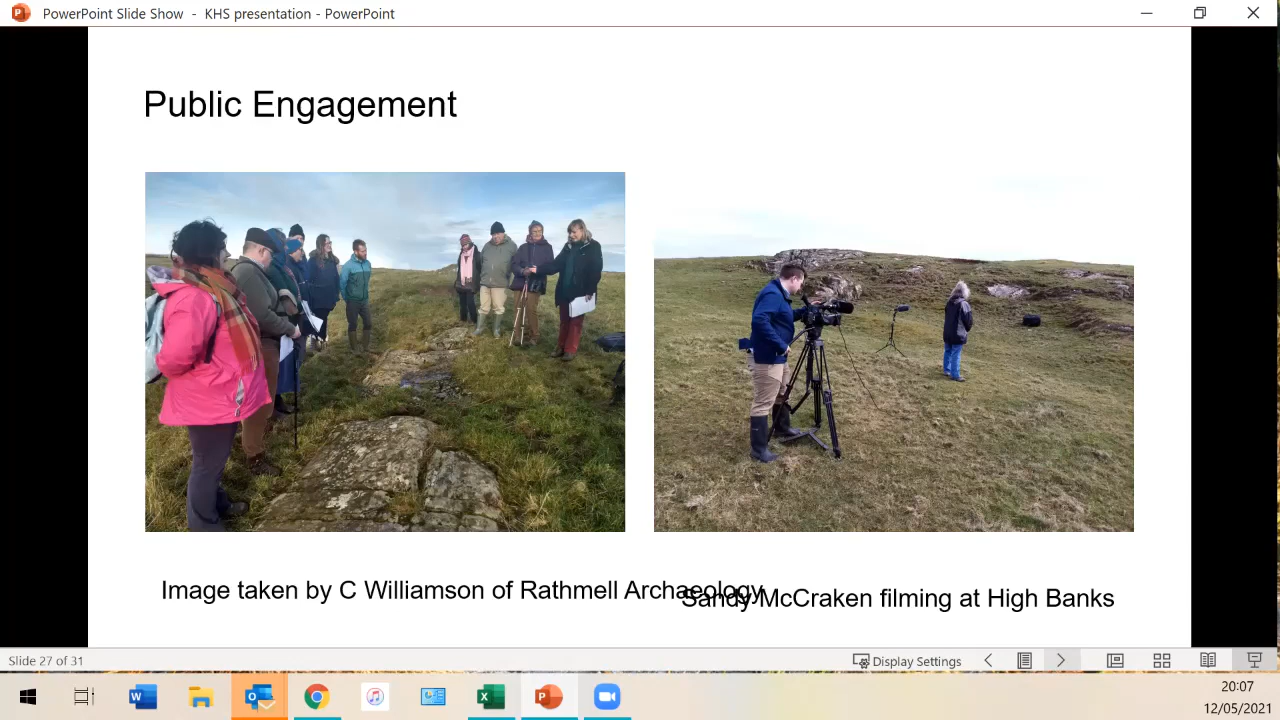 PowerPoint Slide Show - KHS presentation - PowerPoint
Public Engagement
Image taken by C Williamson of Rathmell Archaeology
Sandy McCraken filming at High Banks
Slide 27 of 31
Display Settings
20:07
12/05/2021